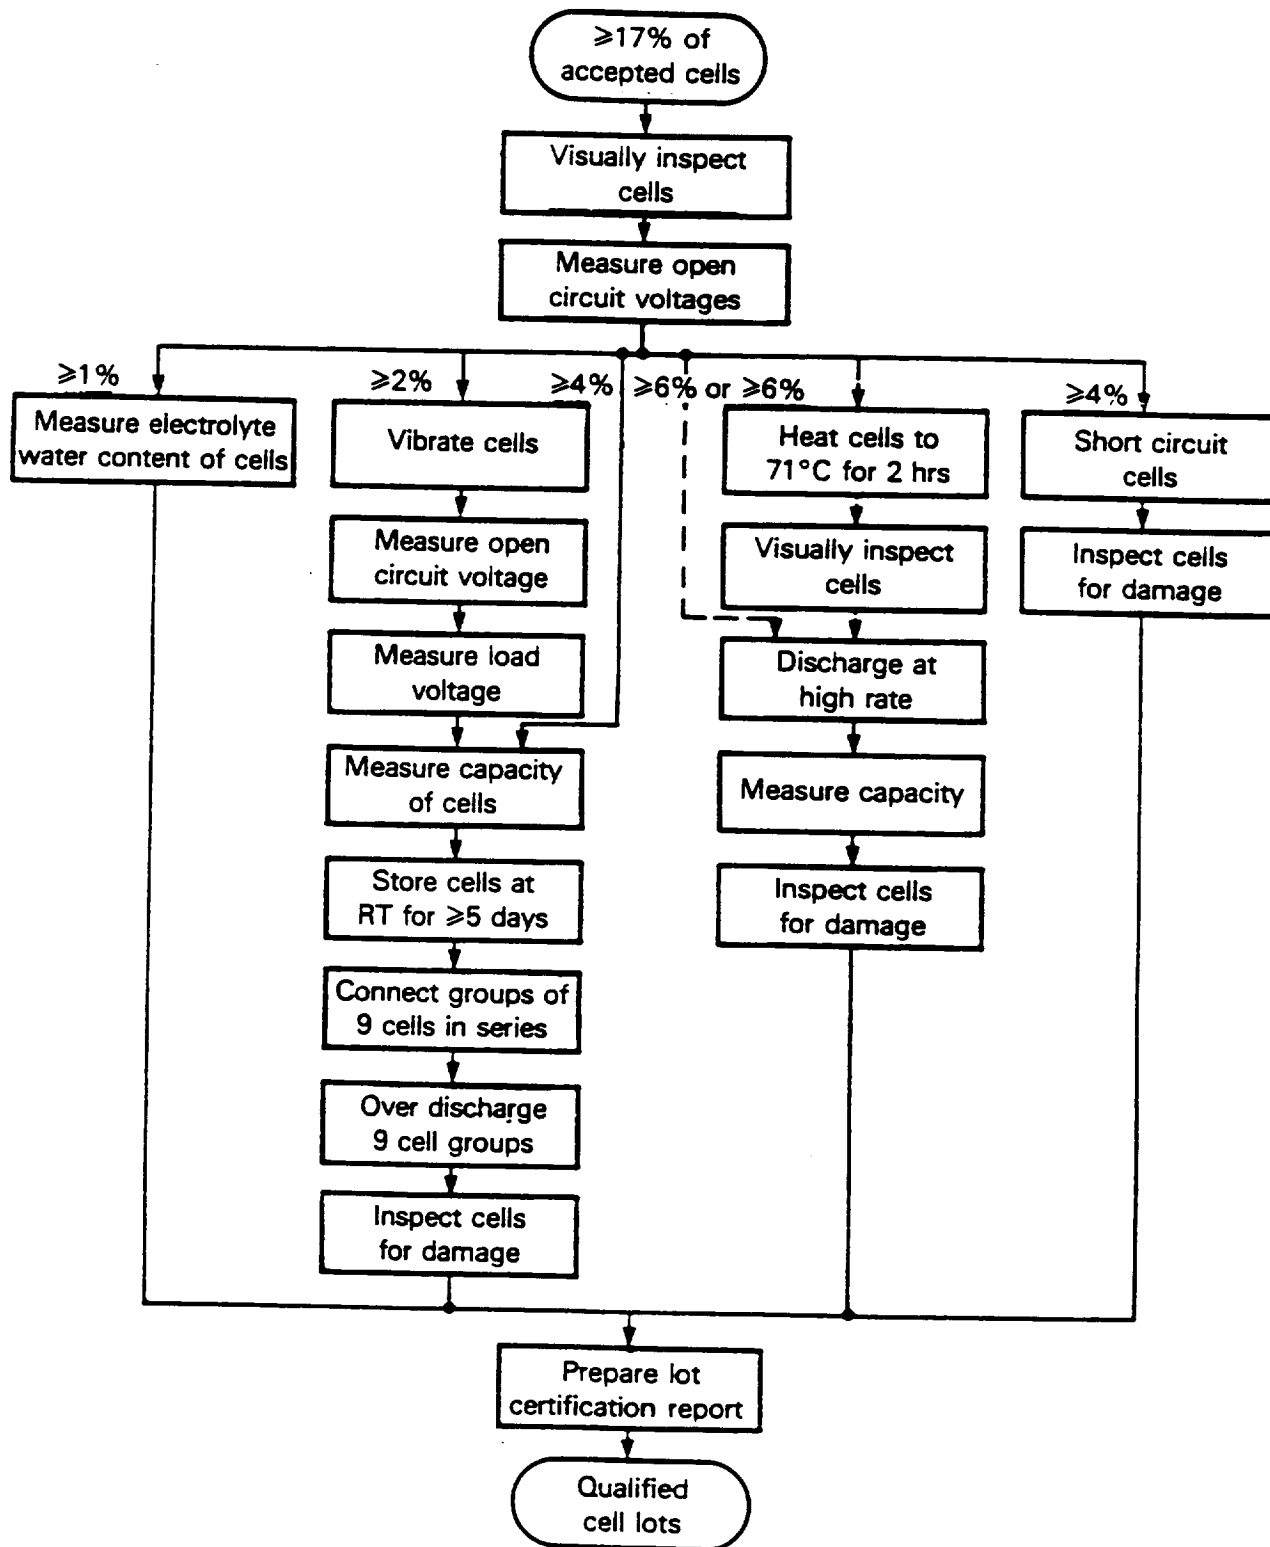 ⩾17% of
accepted cells
Visually inspect
cells
Measure open
circuit voltages
⩾1%
⩾2%
⩾4%
⩾6% or ⩾6%
⩾4%
Measure electrolyte
water content of cells
Vibrate cells
Measure open
circuit voltage
Measure load
voltage
Measure capacity
of cells
Store cells at
RT for ⩾5 days
Connect groups of
9 cells in series
Over discharge
9 cell groups
Inspect cells
for damage
Heat cells to
71°C for 2 hrs
Visually inspect
cells
Discharge at
high rate
Measure capacity
Inspect cells
for damage
Short circuit
cells
Inspect cells
for damage
Prepare lot
certification report
Qualified
cell lots